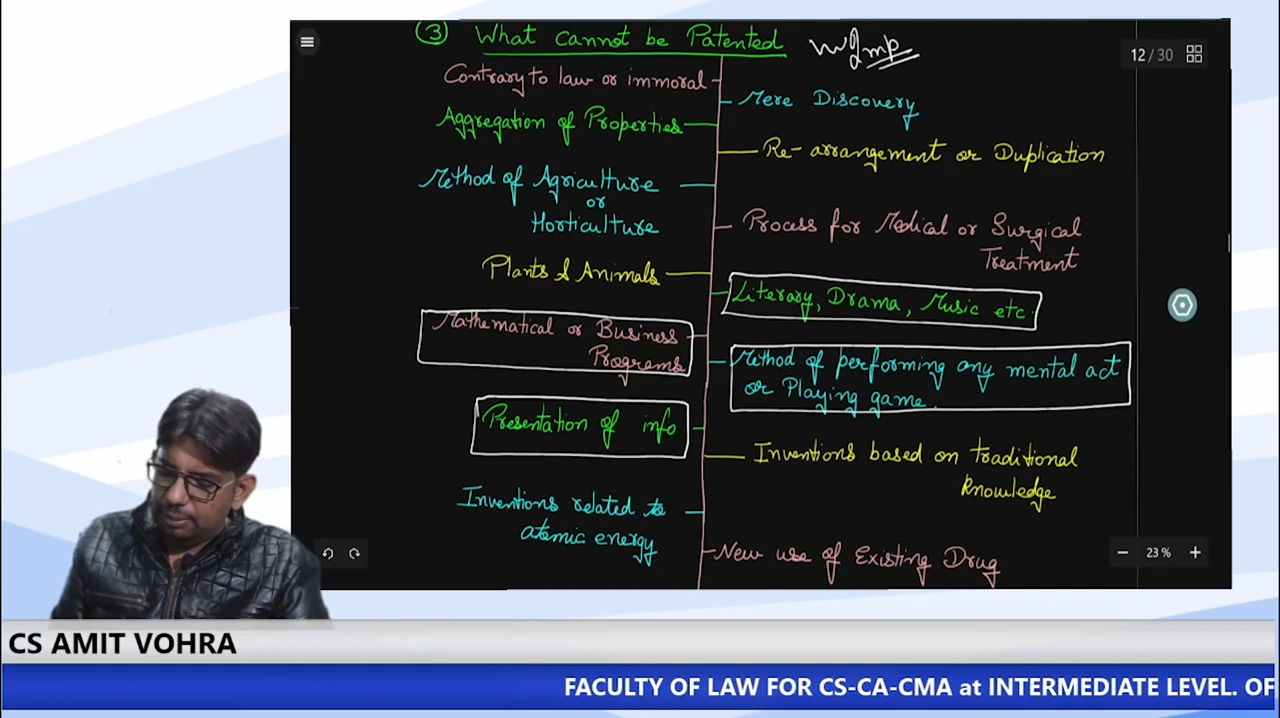 ③ What Cannot be Patented
12 / 30
Contrary to law or immoral
Mere Discovery
Aggregation of Properties
Re-arrangement or Duplication
Method of Agriculture
or
Horticulture
Process for Medical or Surgical
Treatment
Plants & Animals
Literary, Drama, Music etc.
Mathematical or Business
Programs
Method of performing any mental act
or Playing game.
Presentation of info
Inventions based on traditional
knowledge
Inventions related to
atomic energy
New use of Existing Drug
23 %
CS AMIT VOHRA
FACULTY OF LAW FOR CS-CA-CMA at INTERMEDIATE LEVEL. OF